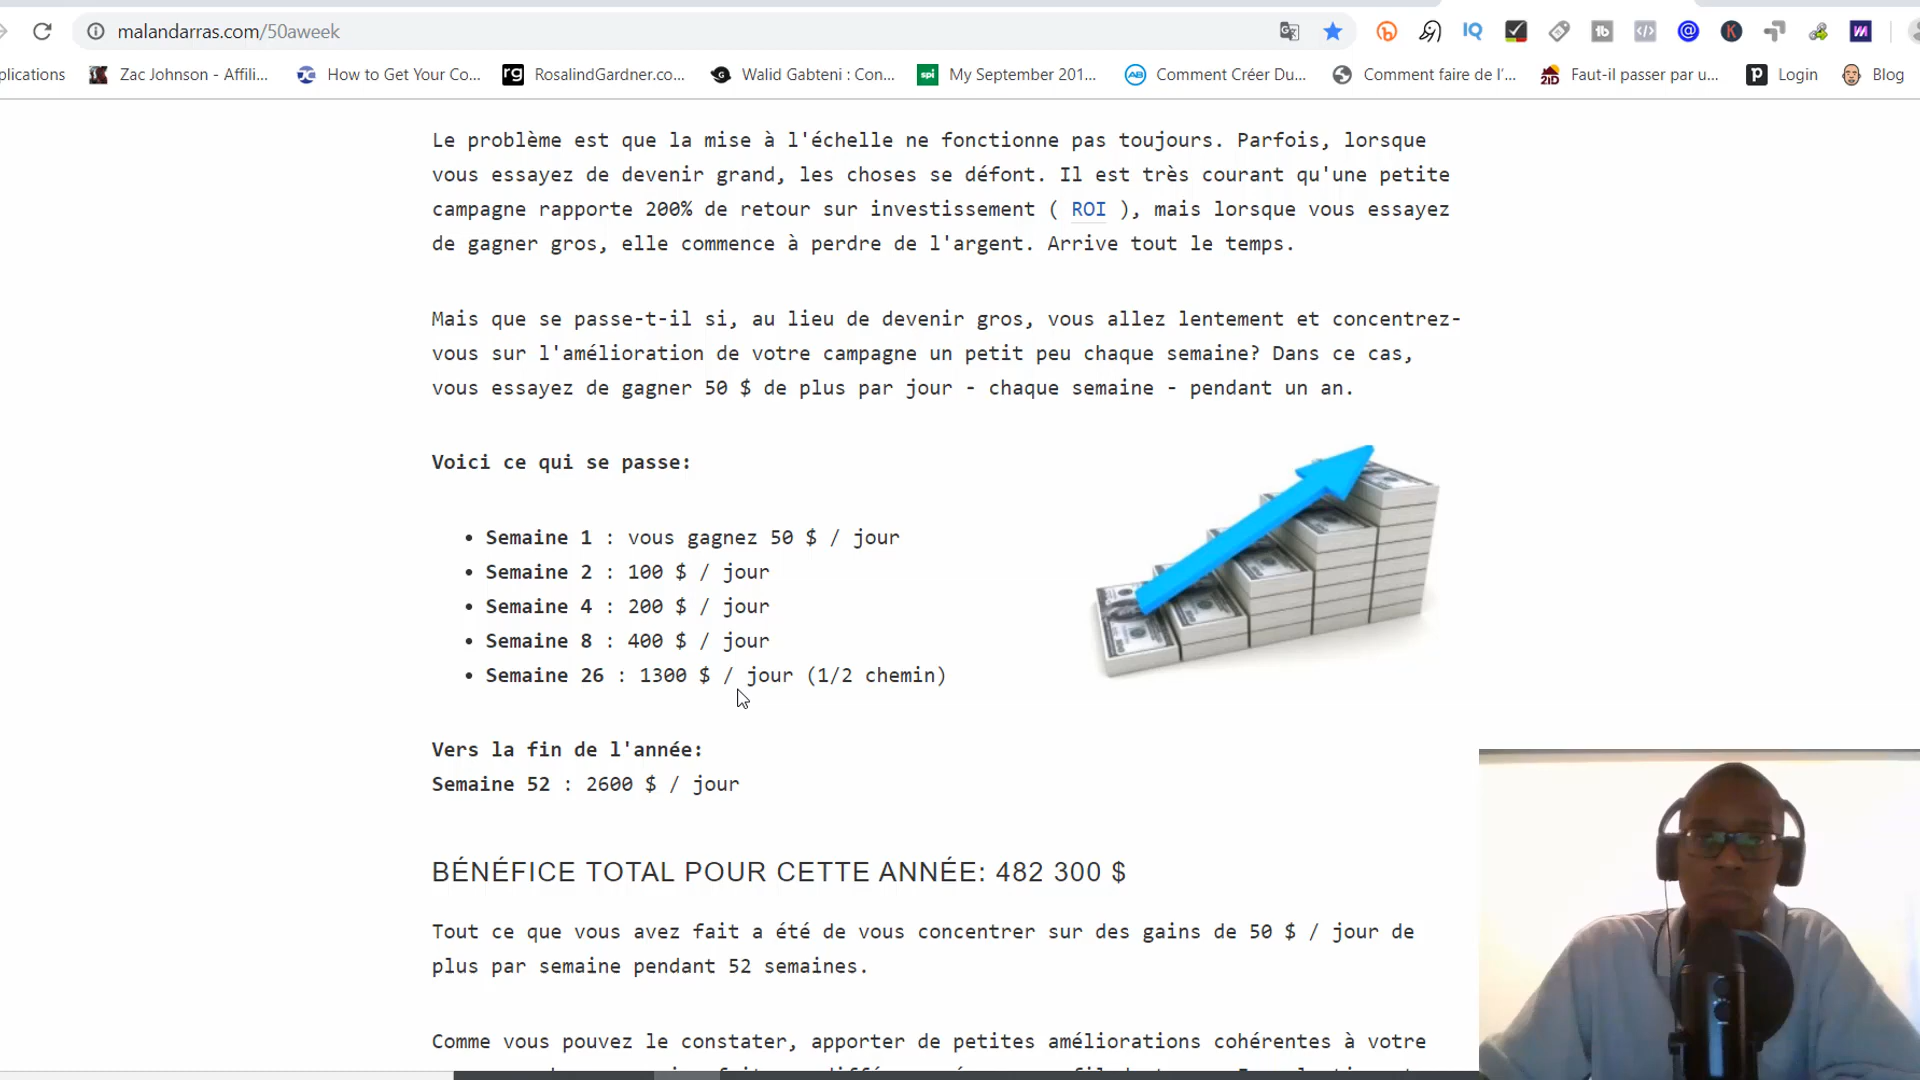 malandarras.com/50aweek
plications
Zac Johnson - Affili...
How to Get Your Co...
RosalindGardner.co...
Walid Gabteni : Con...
My September 201...
Comment Créer Du...
Comment faire de l'...
Faut-il passer par u...
Login
Blog
Le problème est que la mise à l'échelle ne fonctionne pas toujours. Parfois, lorsque
vous essayez de devenir grand, les choses se défont. Il est très courant qu'une petite
campagne rapporte 200% de retour sur investissement ( ROI ), mais lorsque vous essayez
de gagner gros, elle commence à perdre de l'argent. Arrive tout le temps.
Mais que se passe-t-il si, au lieu de devenir gros, vous allez lentement et concentrez-
vous sur l'amélioration de votre campagne un petit peu chaque semaine? Dans ce cas,
vous essayez de gagner 50 $ de plus par jour - chaque semaine - pendant un an.
Voici ce qui se passe:
• Semaine 1 : vous gagnez 50 $ / jour
• Semaine 2 : 100 $ / jour
• Semaine 4 : 200 $ / jour
• Semaine 8 : 400 $ / jour
• Semaine 26 : 1300 $ / jour (1/2 chemin)
Vers la fin de l'année:
Semaine 52 : 2600 $ / jour
BÉNÉFICE TOTAL POUR CETTE ANNÉE: 482 300 $
Tout ce que vous avez fait a été de vous concentrer sur des gains de 50 $ / jour de
plus par semaine pendant 52 semaines.
Comme vous pouvez le constater, apporter de petites améliorations cohérentes à votre